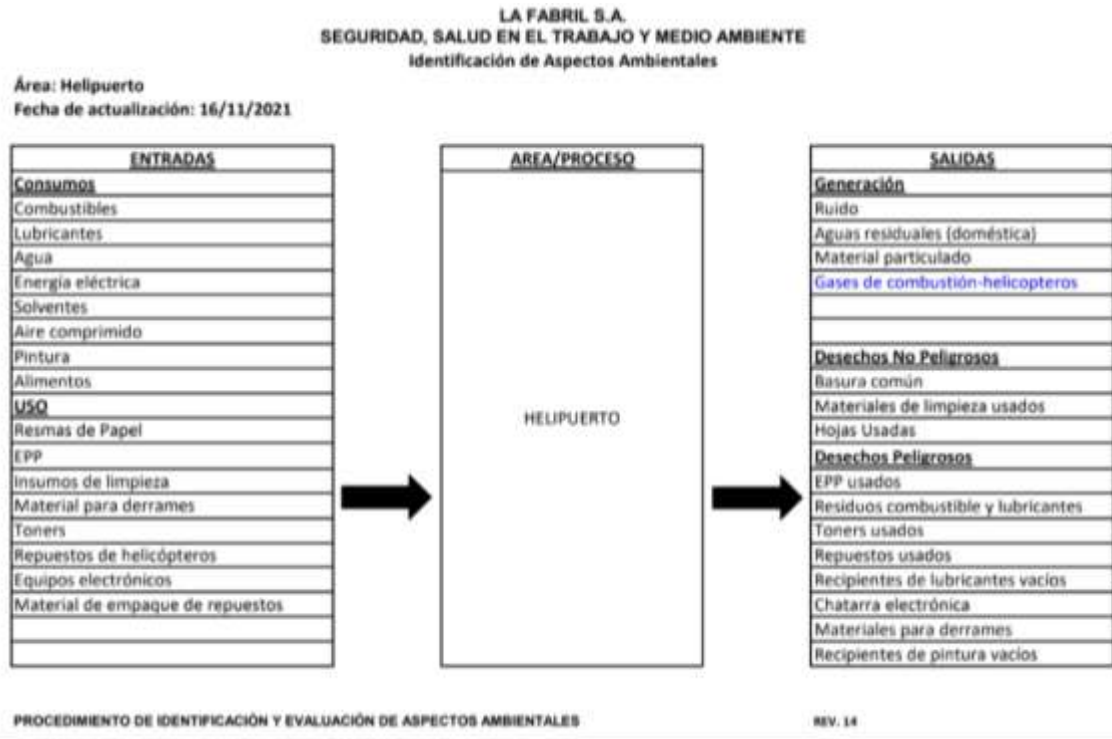 LA FABRIL S.A.
SEGURIDAD, SALUD EN EL TRABAJO Y MEDIO AMBIENTE
Identificación de Aspectos Ambientales
Área: Helipuerto
Fecha de actualización: 16/11/2021
ENTRADAS
Consumos
Combustibles
Lubricantes
Agua
Energía eléctrica
Solventes
Aire comprimido
Pintura
Alimentos
USO
Resmas de Papel
EPP
Insumos de limpieza
Material para derrames
Toners
Repuestos de helicópteros
Equipos electrónicos
Material de empaque de repuestos
AREA/PROCESO
HELIPUERTO
SALIDAS
Generación
Ruido
Aguas residuales (doméstica)
Material particulado
Gases de combustión-helicopteros
Desechos No Peligrosos
Basura común
Materiales de limpieza usados
Hojas Usadas
Desechos Peligrosos
EPP usados
Residuos combustible y lubricantes
Toners usados
Repuestos usados
Recipientes de lubricantes vacíos
Chatarra electrónica
Materiales para derrames
Recipientes de pintura vacíos
PROCEDIMIENTO DE IDENTIFICACIÓN Y EVALUACIÓN DE ASPECTOS AMBIENTALES
REV. 14